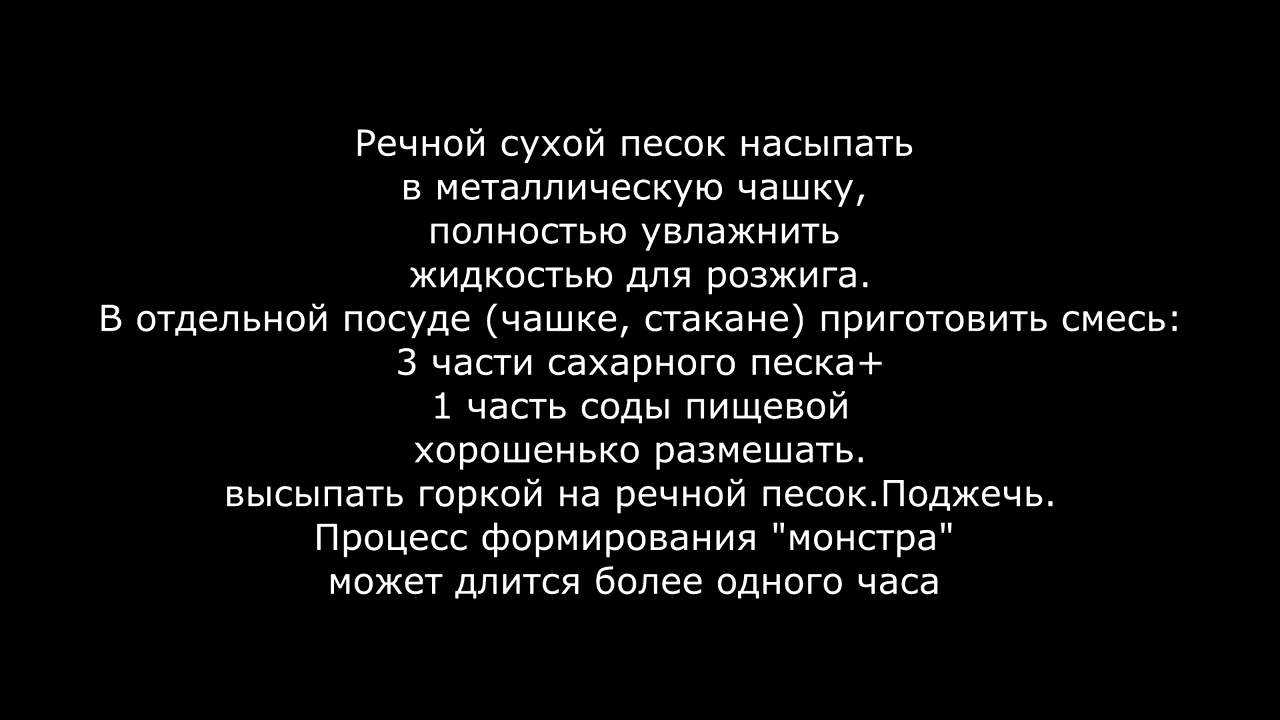 Речной сухой песок насыпать
в металлическую чашку,
полностью увлажнить
жидкостью для розжига.
В отдельной посуде (чашке, стакане) приготовить смесь:
3 части сахарного песка+
1 часть соды пищевой
хорошенько размешать.
высыпать горкой на речной песок.Поджечь.
Процесс формирования "монстра"
может длится более одного часа